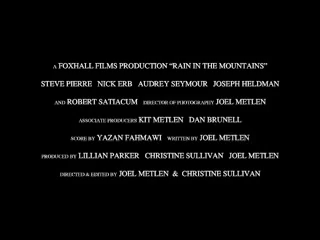 A FOXHALL FILMS PRODUCTION “RAIN IN THE MOUNTAINS”
STEVE PIERRE NICK ERB AUDREY SEYMOUR JOSEPH HELDMAN
AND ROBERT SATIACUM DIRECTOR OF PHOTOGRAPHY JOEL METLEN
ASSOCIATE PRODUCERS KIT METLEN DAN BRUNELL
SCORE BY YAZAN FAHMAWI WRITTEN BY JOEL METLEN
PRODUCED BY LILLIAN PARKER CHRISTINE SULLIVAN JOEL METLEN
DIRECTED & EDITED BY JOEL METLEN & CHRISTINE SULLIVAN